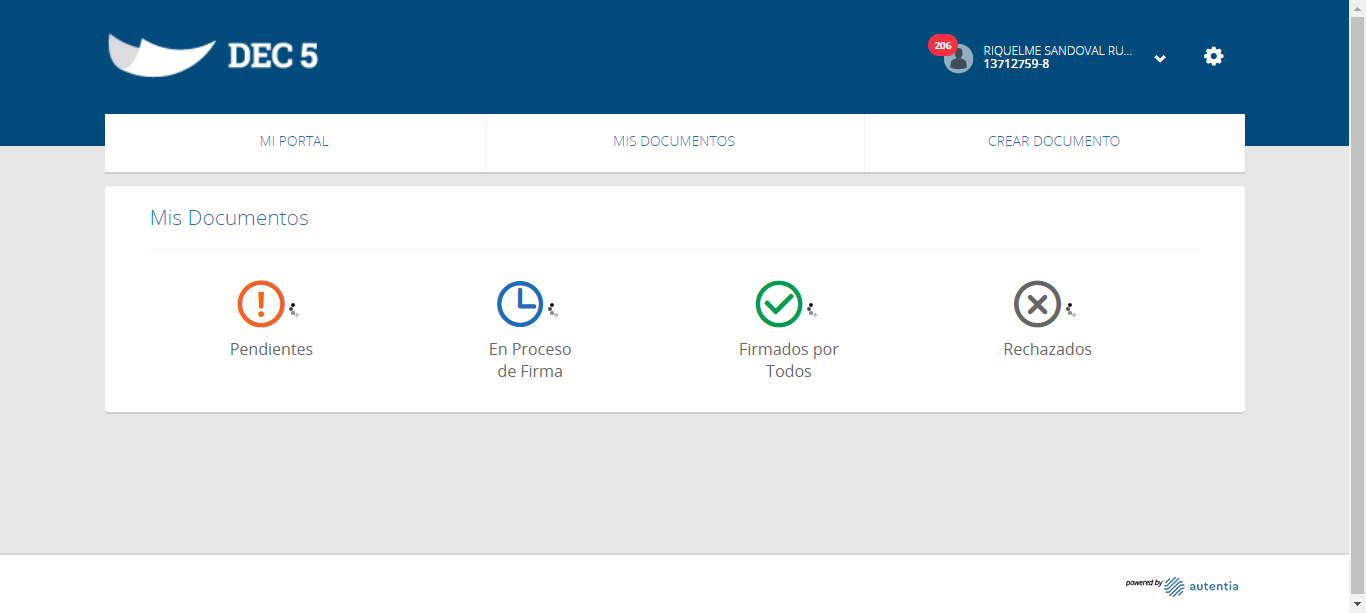 DEC 5
206
RIQUELME SANDOVAL RU...
13712759-8
MI PORTAL
MIS DOCUMENTOS
CREAR DOCUMENTO
Mis Documentos
Pendientes
En Proceso
de Firma
Firmados por
Todos
Rechazados
powered by autentia